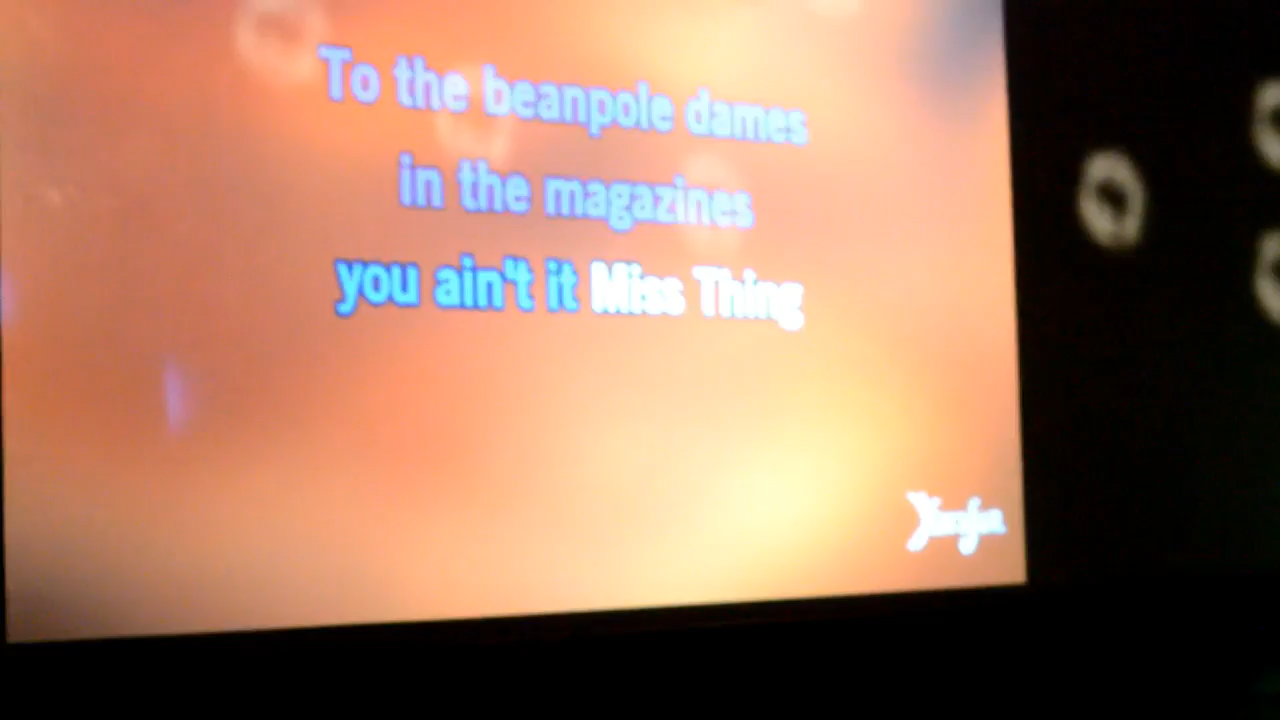 To the beanpole dames
in the magazines
you ain't it Miss Thing